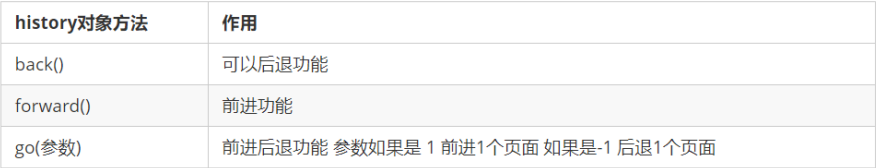 history对象方法 作用
back() 可以后退功能
forward() 前进功能
go(参数) 前进后退功能 参数如果是 1 前进1个页面 如果是-1 后退1个页面